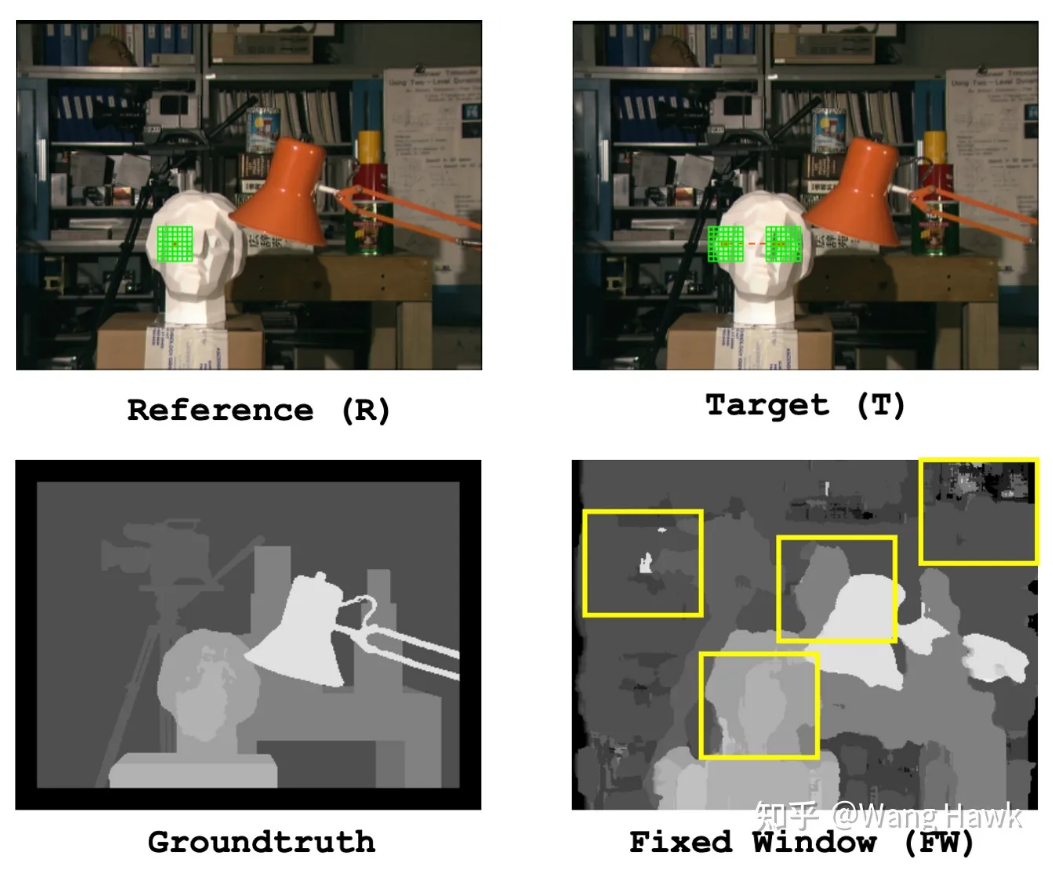 Reference (R)
Target (T)
Groundtruth
知乎 @Wang Hawk
Fixed Window (FW)